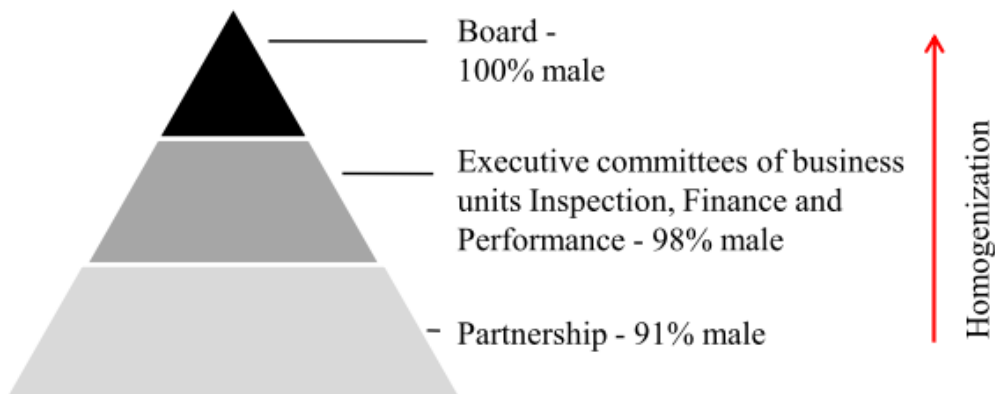 Board -
100% male
Executive committees of business
units Inspection, Finance and
Performance - 98% male
Partnership - 91% male
Homogenization